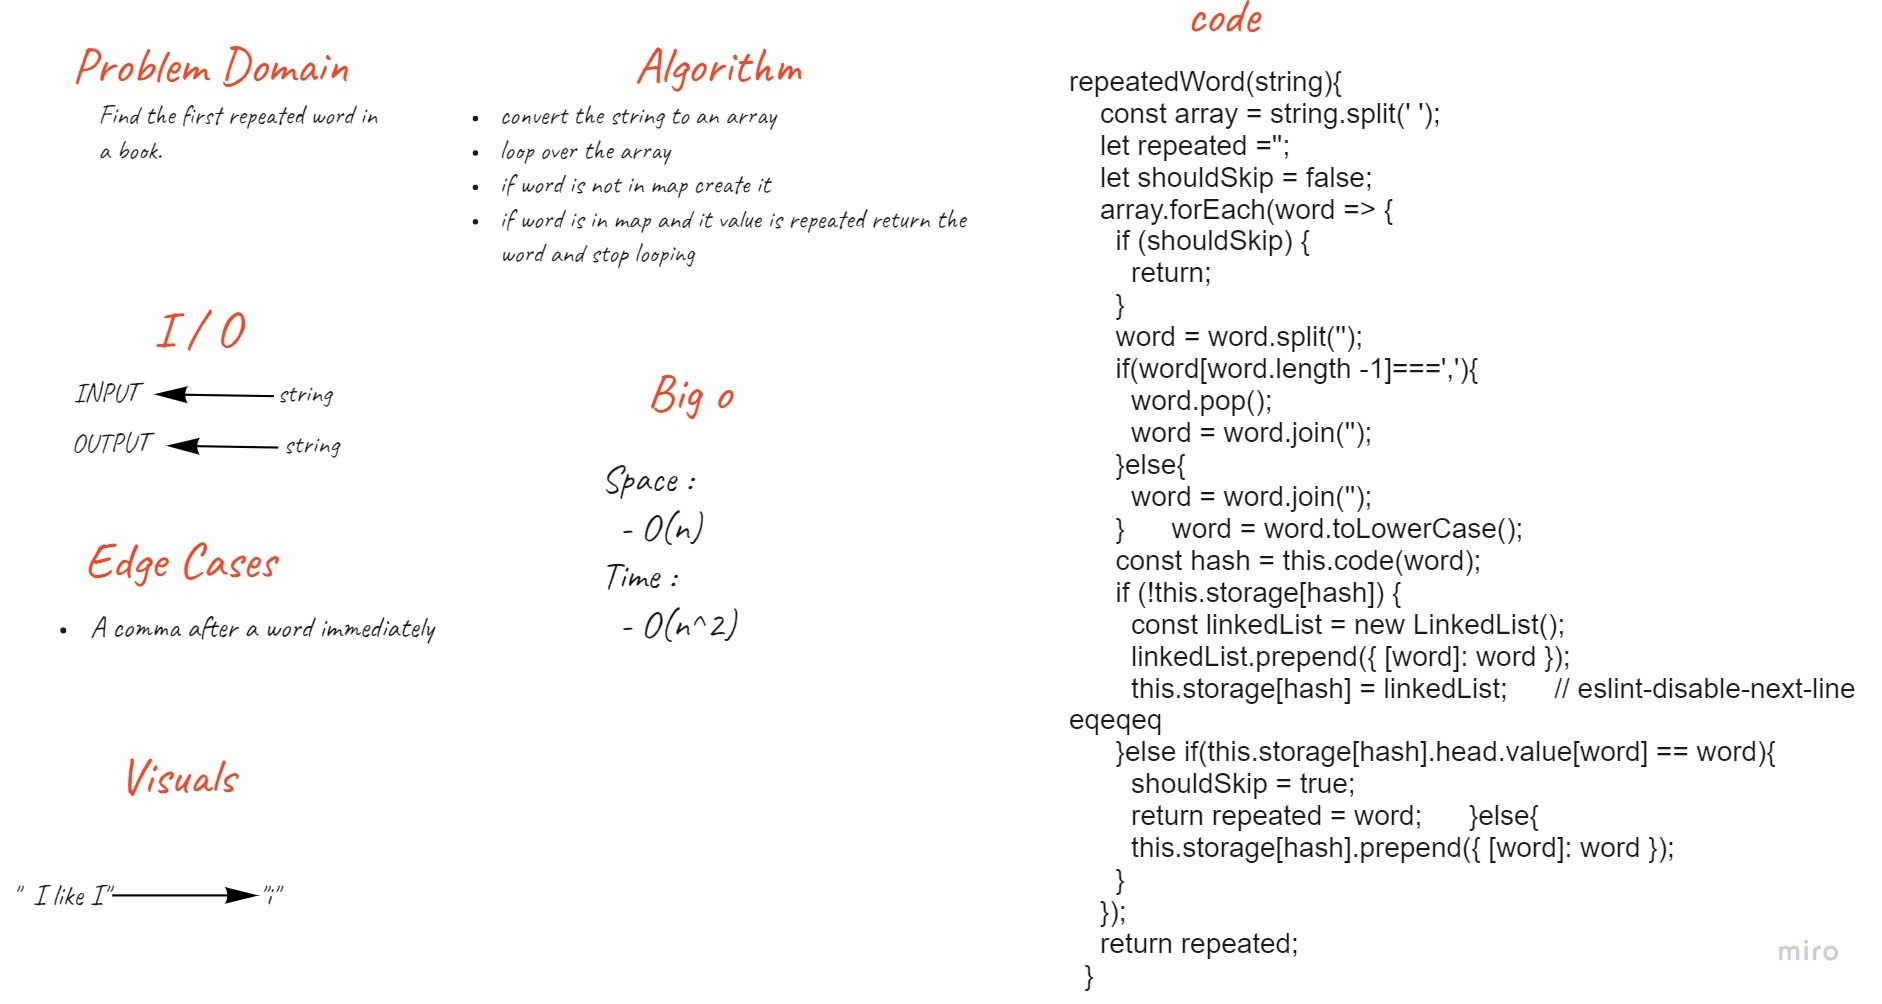 Problem Domain
Find the first repeated word in
a book.
I / O
INPUT string
OUTPUT string
Edge Cases
• A comma after a word immediately
Visuals
" I like I" "i"
Algorithm
• convert the string to an array
• loop over the array
• if word is not in map create it
• if word is in map and it value is repeated return the
word and stop looping
Big o
Space :
- O(n)
Time :
- O(n^2)
code
repeatedWord(string){
const array = string.split(' ');
let repeated ='';
let shouldSkip = false;
array.forEach(word => {
if (shouldSkip) {
return;
}
word = word.split('');
if(word[word.length -1]===','){
word.pop();
word = word.join('');
}else{
word = word.join('');
} word = word.toLowerCase();
const hash = this.code(word);
if (!this.storage[hash]) {
const linkedList = new LinkedList();
linkedList.prepend({ [word]: word });
this.storage[hash] = linkedList; // eslint-disable-next-line
eqeqeq
}else if(this.storage[hash].head.value[word] == word){
shouldSkip = true;
return repeated = word; }else{
this.storage[hash].prepend({ [word]: word });
}
});
return repeated;
}
miro